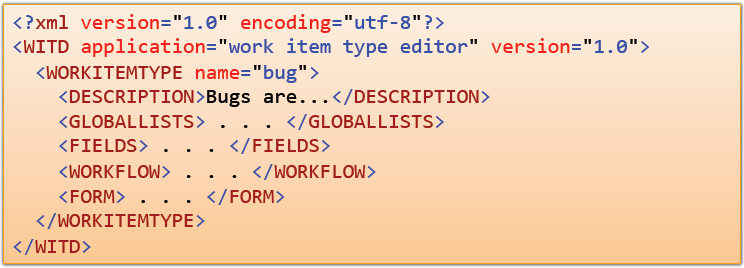 <?xml version="1.0" encoding="utf-8"?>
<WITD application="work item type editor" version="1.0">
  <WORKITEMTYPE name="bug">
    <DESCRIPTION>Bugs are...</DESCRIPTION>
    <GLOBALLISTS> . . . </GLOBALLISTS>
    <FIELDS> . . . </FIELDS>
    <WORKFLOW> . . . </WORKFLOW>
    <FORM> . . . </FORM>
  </WORKITEMTYPE>
</WITD>